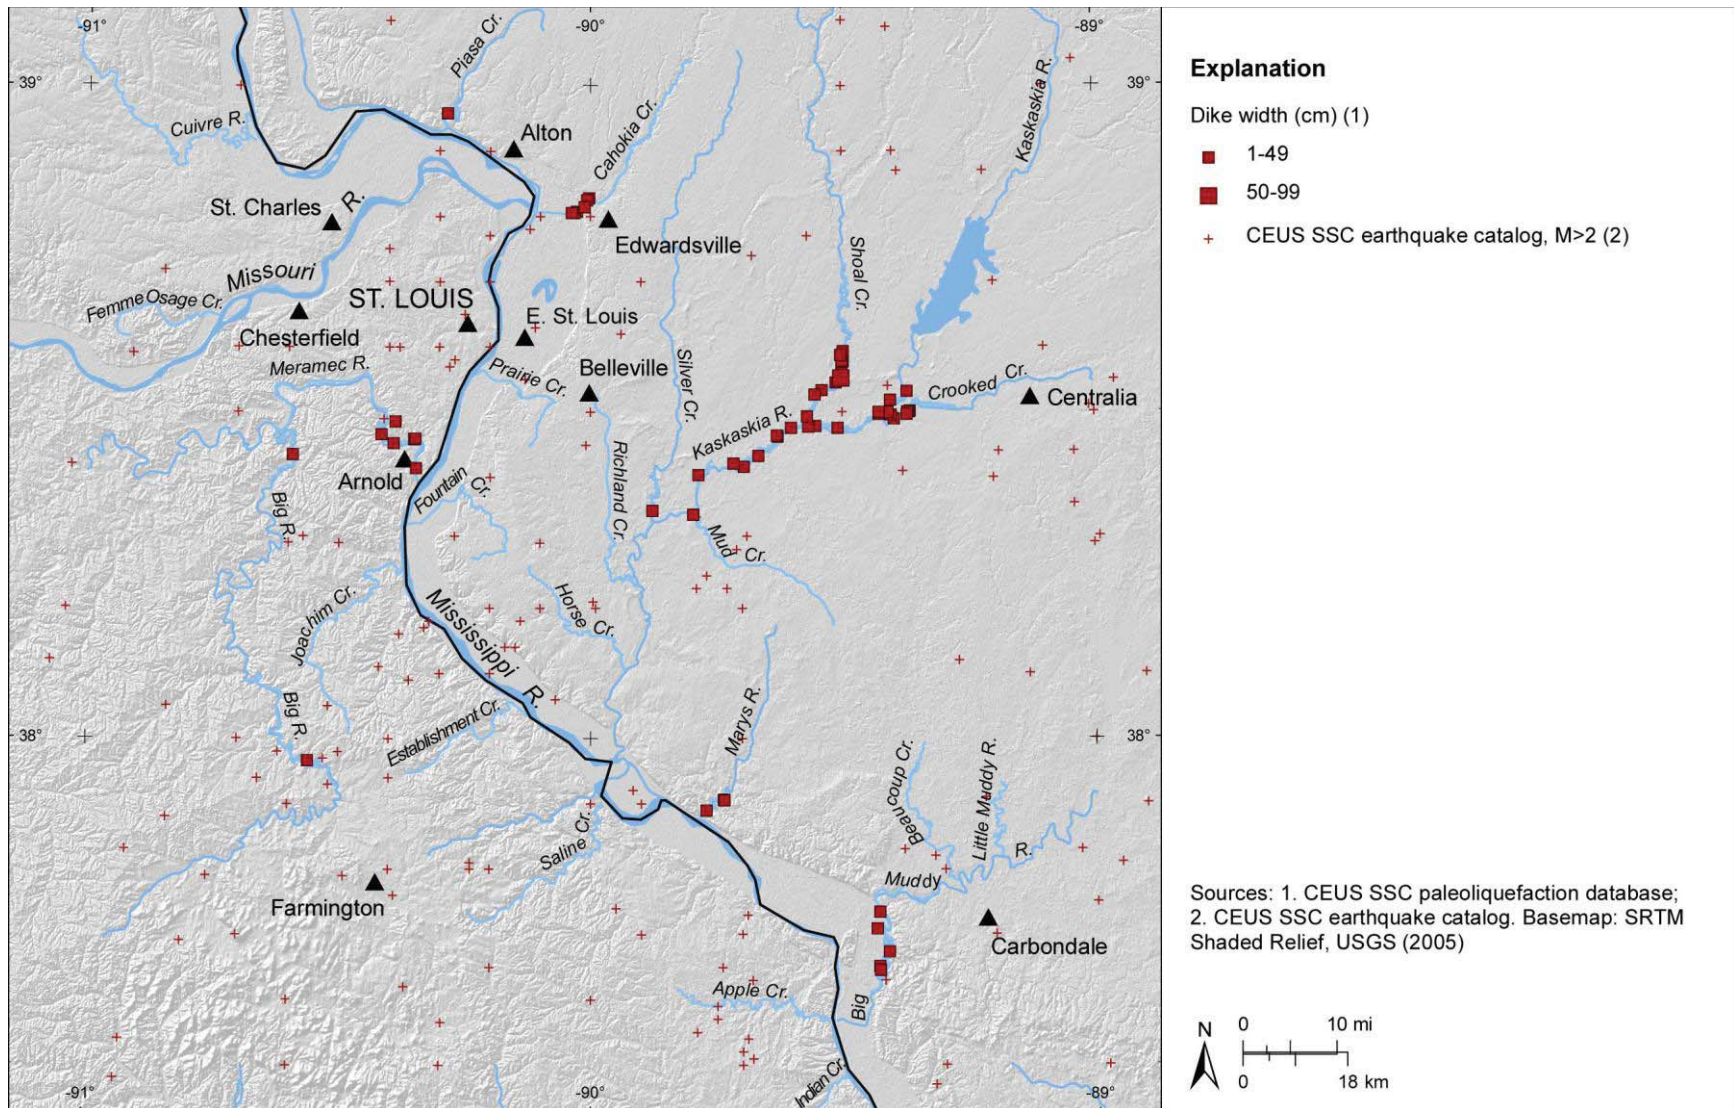 -91°
-90°
-89°
39°
39°
Piasa Cr.
Cuivre R.
Alton
Cahokia Cr.
Kaskaskia R.
St. Charles
R.
Edwardsville
Missouri
Shoal Cr.
Femme Osage Cr.
ST. LOUIS
E. St. Louis
Chesterfield
Meramec R.
Prairie Cr.
Belleville
Silver Cr.
Crooked Cr.
Centralia
Kaskaskia R.
Arnold
Fountain Cr.
Richland Cr.
Big R.
Mud Cr.
Joachim Cr.
Mississippi R.
Horse Cr.
Big R.
Establishment Cr.
Marys R.
38°
38°
Beaucoup Cr.
Little Muddy R.
R.
Saline Cr.
Muddy
Farmington
Carbondale
Apple Cr.
Big
Indian Cr.
-91°
-90°
-89°
Explanation
Dike width (cm) (1)
1-49
50-99
CEUS SSC earthquake catalog, M>2 (2)
Sources: 1. CEUS SSC paleoliquefaction database;
2. CEUS SSC earthquake catalog. Basemap: SRTM
Shaded Relief, USGS (2005)
N
0 10 mi
0 18 km